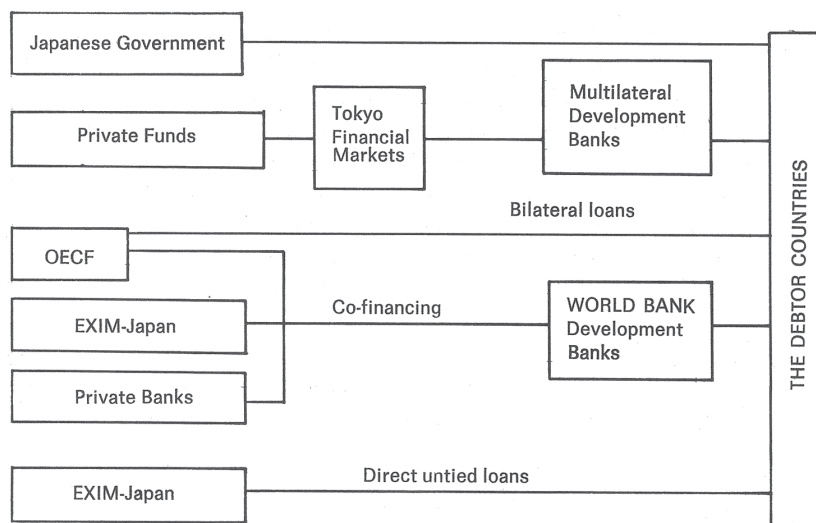 Japanese Government
Private Funds
Tokyo
Financial
Markets
Multilateral
Development
Banks
Bilateral loans
OECF
EXIM-Japan
Co-financing
WORLD BANK
Development
Banks
Private Banks
Direct untied loans
EXIM-Japan
THE DEBTOR COUNTRIES